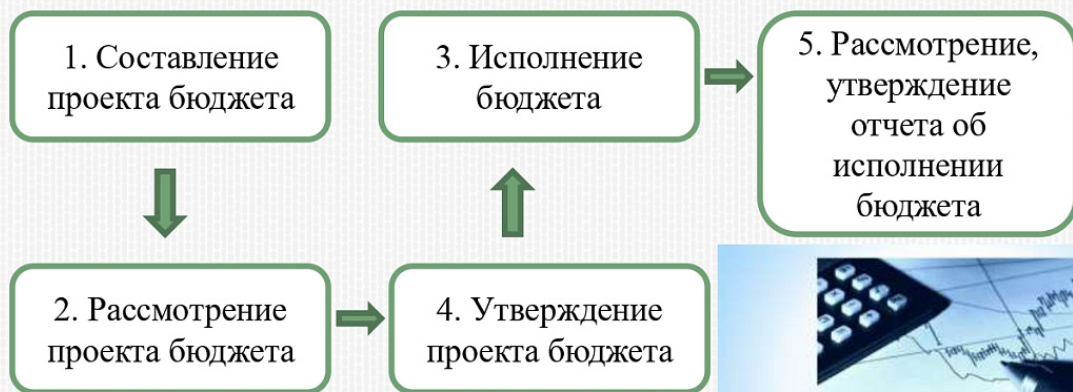 1. Составление
проекта бюджета
2. Рассмотрение
проекта бюджета
3. Исполнение
бюджета
4. Утверждение
проекта бюджета
5. Рассмотрение,
утверждение
отчета об
исполнении
бюджета